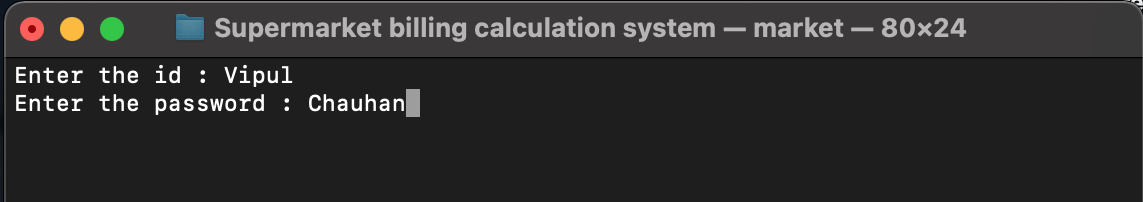 Supermarket billing calculation system — market — 80×24
Enter the id : Vipul
Enter the password : Chauhan